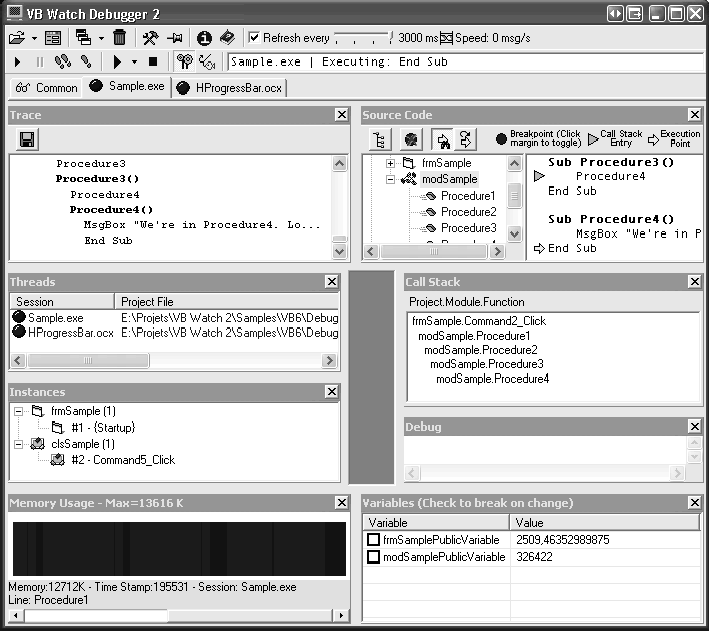 VB Watch Debugger 2
Refresh every 3000 ms Speed: 0 msg/s
Sample.exe | Executing: End Sub
Common Sample.exe HProgressBar.ocx
Trace
Procedure3
Procedure3()
Procedure4
Procedure4()
MsgBox "We're in Procedure4. Lo...
End Sub
Source Code
Breakpoint (Click margin to toggle) Call Stack Entry Execution Point
frmSample
modSample
Procedure1
Procedure2
Procedure3
Sub Procedure3()
Procedure4
End Sub
Sub Procedure4()
MsgBox "We're in P
End Sub
Threads
Session Project File
Sample.exe E:\Projets\VB Watch 2\Samples\VB6\Debug
HProgressBar.ocx E:\Projets\VB Watch 2\Samples\VB6\Debug
Call Stack
Project.Module.Function
frmSample.Command2_Click
modSample.Procedure1
modSample.Procedure2
modSample.Procedure3
modSample.Procedure4
Instances
frmSample (1)
#1 - {Startup}
clsSample (1)
#2 - Command5_Click
Debug
Memory Usage - Max=13616 K
Memory:12712K - Time Stamp:195531 - Session: Sample.exe
Line: Procedure1
Variables (Check to break on change)
Variable Value
frmSamplePublicVariable 2509,46352989875
modSamplePublicVariable 326422